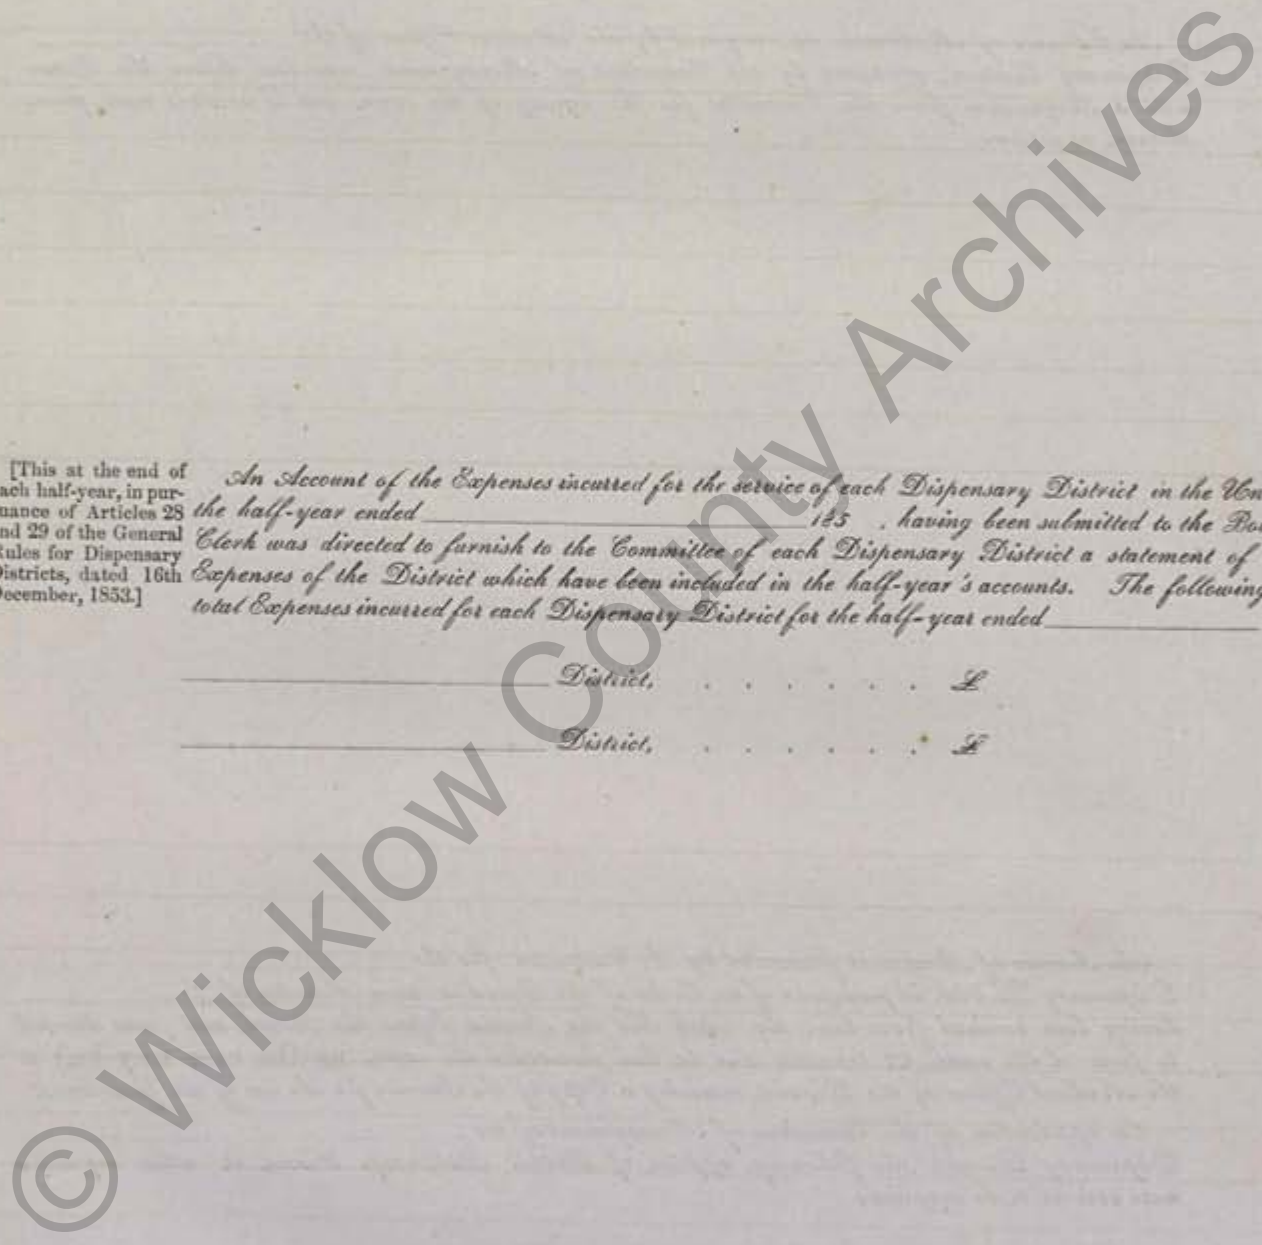 [This at the end of
ach half-year, in pur-
uance of Articles 28
nd 29 of the General
ules for Dispensary
istricts, dated 16th
ecember, 1853.]
An Account of the Expenses incurred for the service of each Dispensary District in the Un
the half-year ended 185 , having been submitted to the Bo
Clerk was directed to furnish to the Committee of each Dispensary District a statement of
Expenses of the District which have been included in the half-year's accounts. The following
total Expenses incurred for each Dispensary District for the half-year ended
District, . . . . . . £
District, . . . . . . £
© Wicklow County Archives